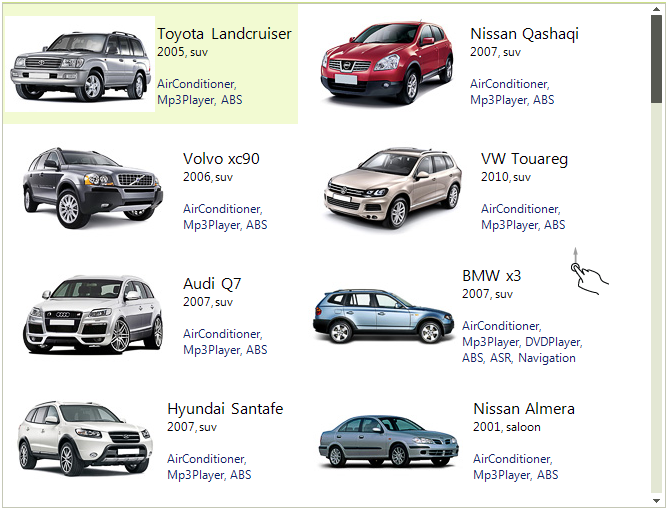 Toyota Landcruiser
2005, suv
AirConditioner,
Mp3Player, ABS
Nissan Qashaqi
2007, suv
AirConditioner,
Mp3Player, ABS
Volvo xc90
2006, suv
AirConditioner,
Mp3Player, ABS
VW Touareg
2010, suv
AirConditioner,
Mp3Player, ABS
Audi Q7
2007, suv
AirConditioner,
Mp3Player, ABS
BMW x3
2007, suv
AirConditioner,
Mp3Player, DVDPlayer,
ABS, ASR, Navigation
Hyundai Santafe
2007, suv
AirConditioner,
Mp3Player, ABS
Nissan Almera
2001, saloon
AirConditioner,
Mp3Player, ABS